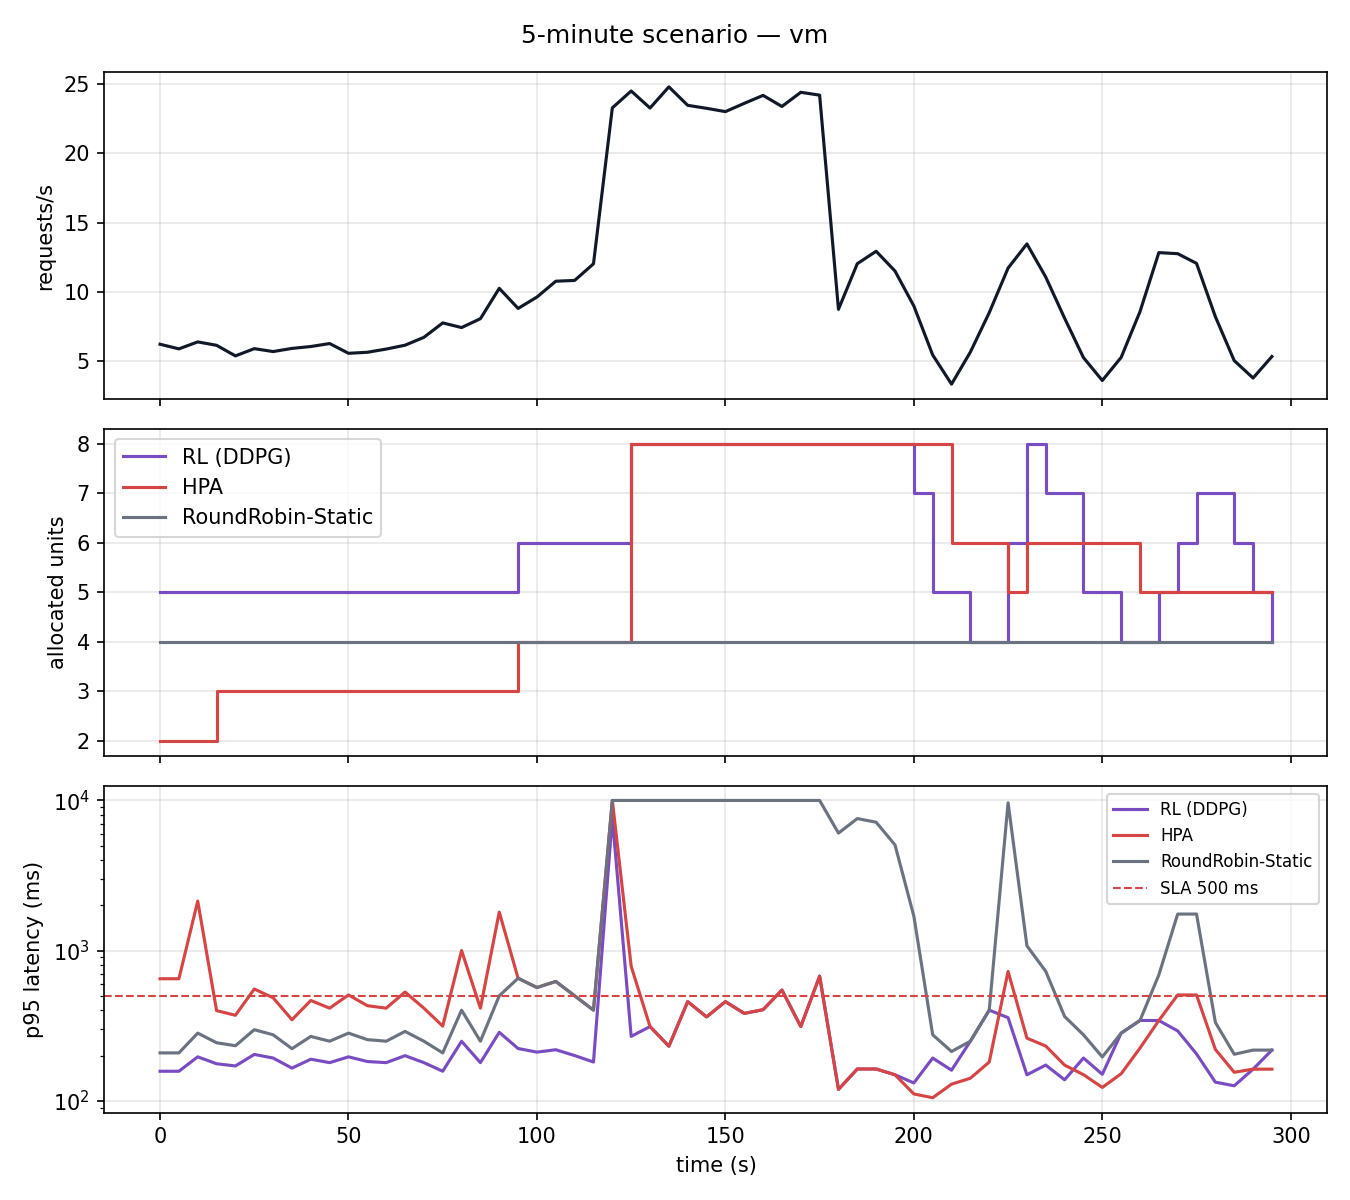 5-minute scenario — vm
25
20
15
10
5
requests/s
8
7
6
5
4
3
2
allocated units
RL (DDPG)
HPA
RoundRobin-Static
10⁴
10³
10²
p95 latency (ms)
RL (DDPG)
HPA
RoundRobin-Static
SLA 500 ms
0 50 100 150 200 250 300
time (s)